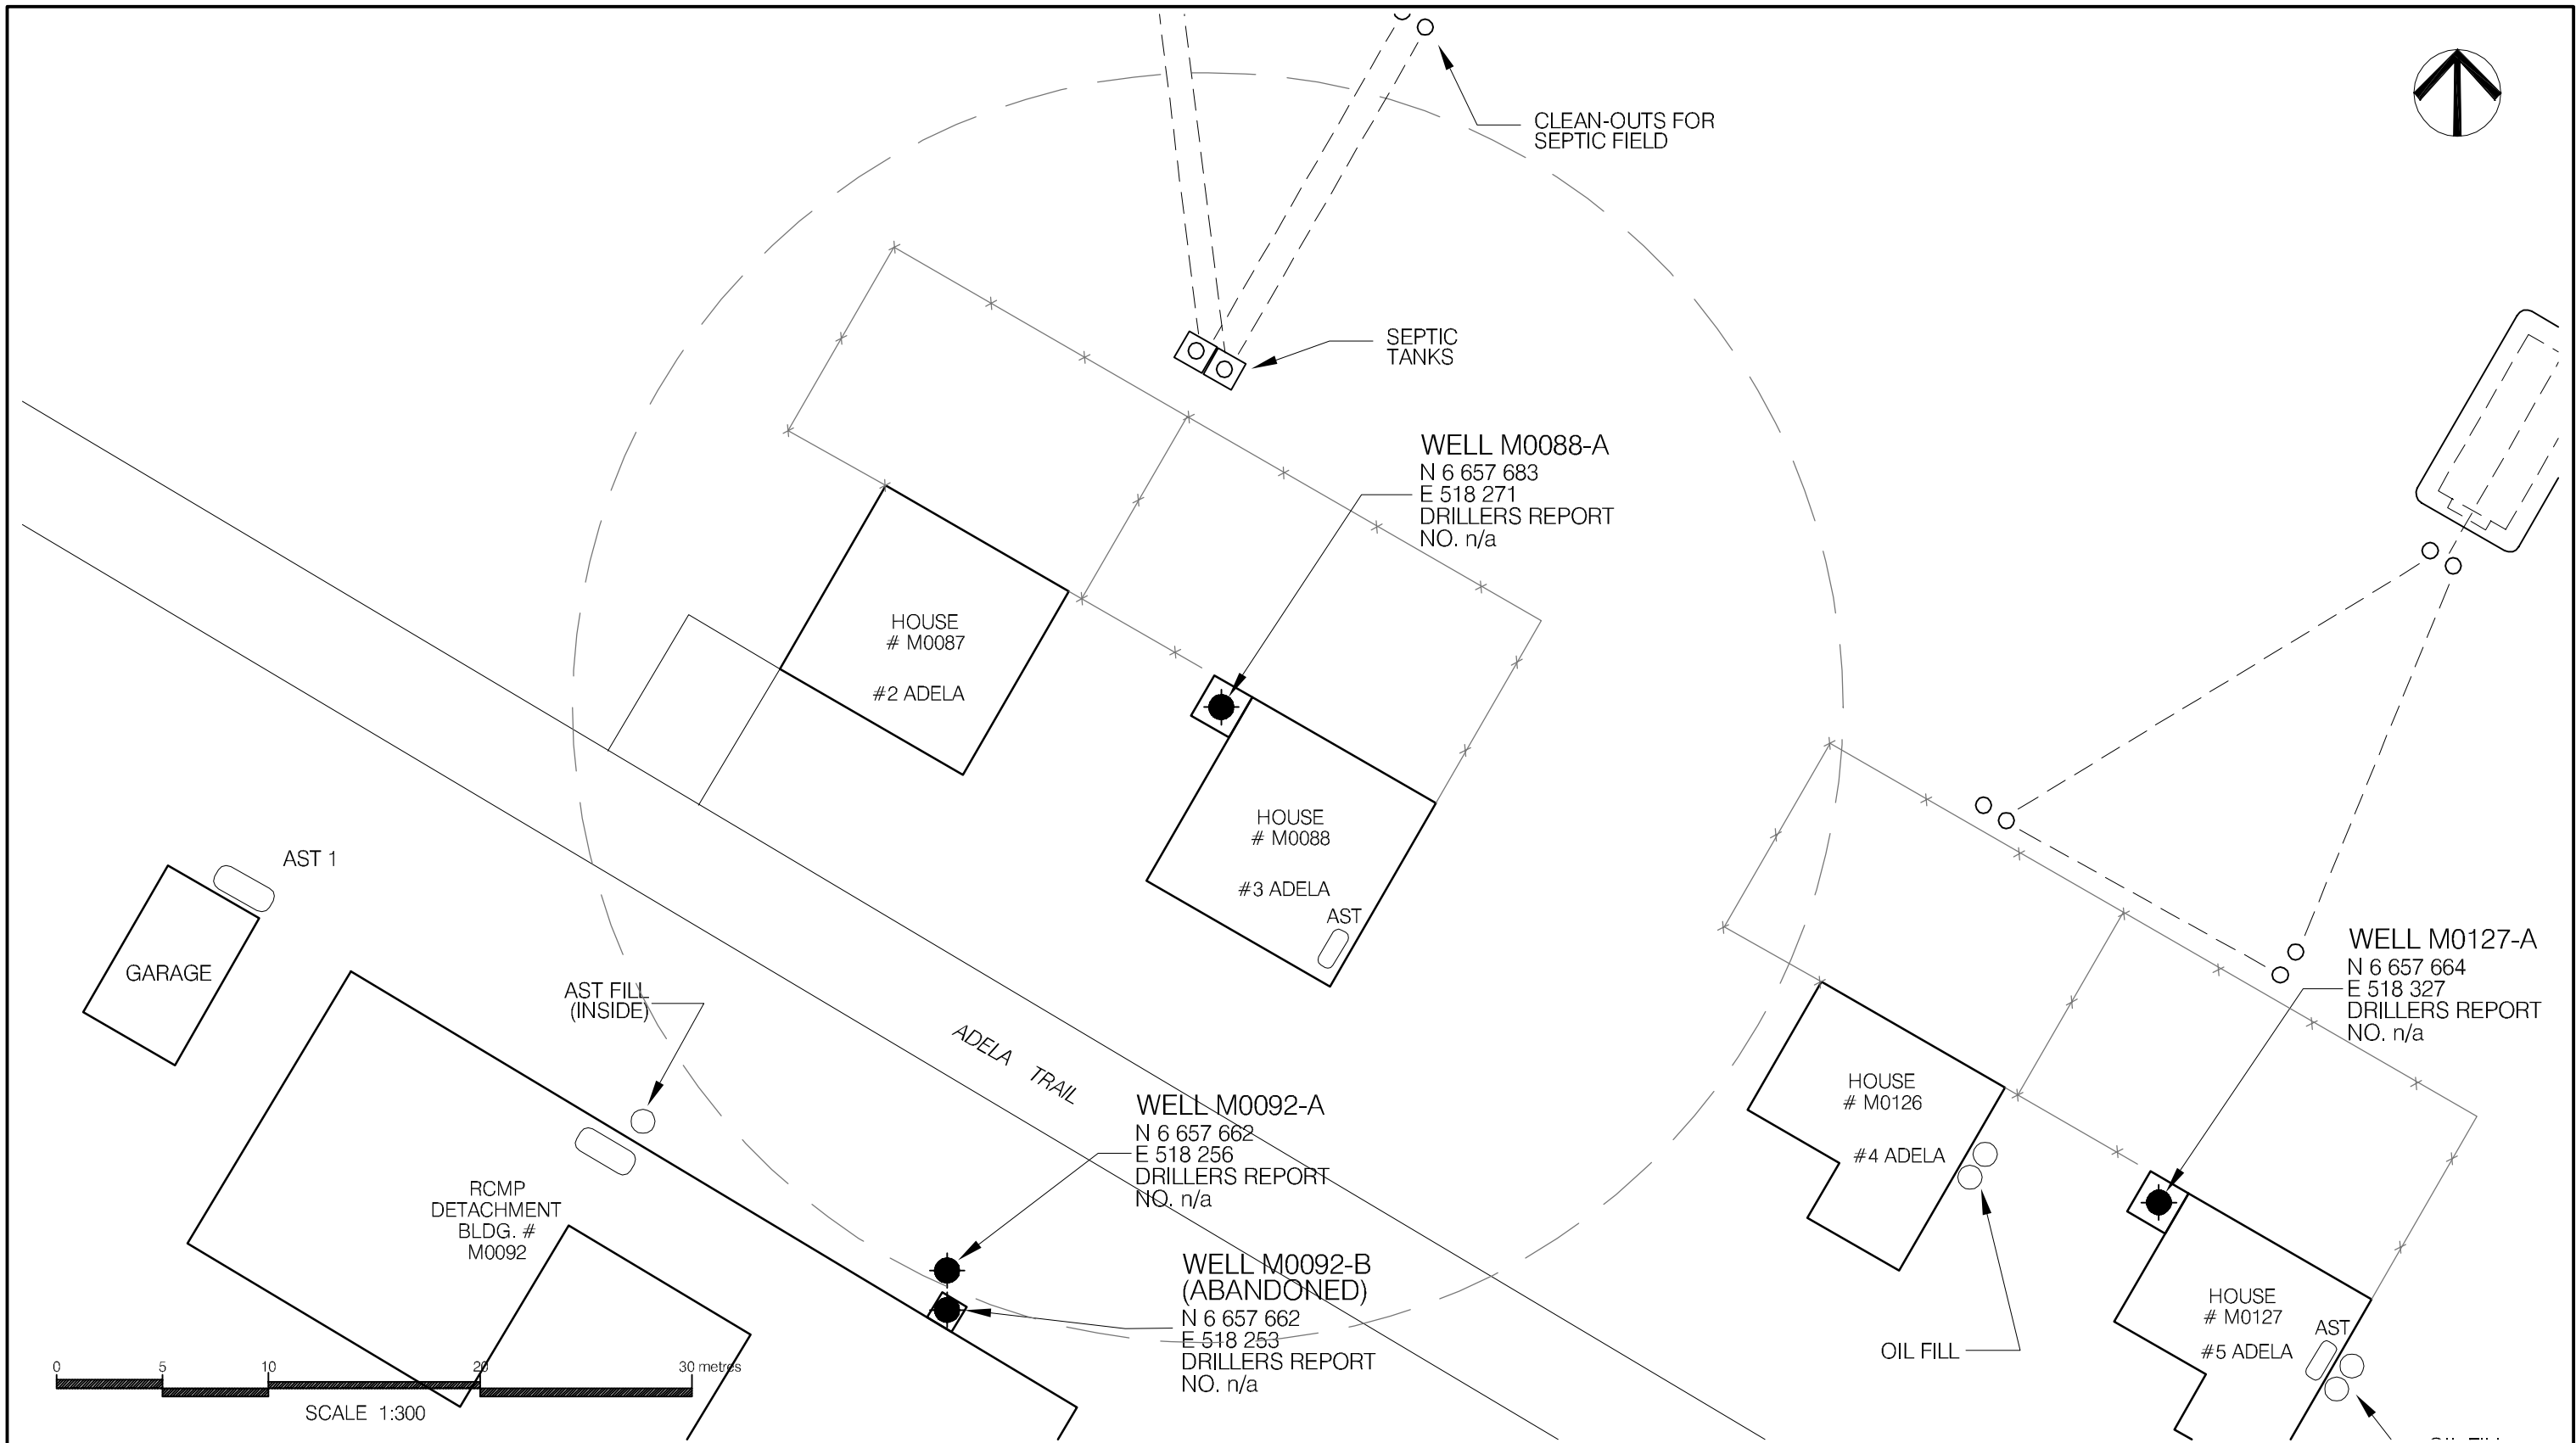 CLEAN-OUTS FOR
SEPTIC FIELD
SEPTIC
TANKS
WELL M0088-A
N 6 657 683
E 518 271
DRILLERS REPORT
NO. n/a
HOUSE
# M0087
#2 ADELA
HOUSE
# M0088
#3 ADELA
AST
AST 1
GARAGE
AST FILL
(INSIDE)
ADELA TRAIL
WELL M0127-A
N 6 657 664
E 518 327
DRILLERS REPORT
NO. n/a
HOUSE
# M0126
#4 ADELA
WELL M0092-A
N 6 657 662
E 518 256
DRILLERS REPORT
NO. n/a
RCMP
DETACHMENT
BLDG. #
M0092
WELL M0092-B
(ABANDONED)
N 6 657 662
E 518 253
DRILLERS REPORT
NO. n/a
OIL FILL
HOUSE
# M0127
#5 ADELA
AST
0 5 10 20 30 metres
SCALE 1:300